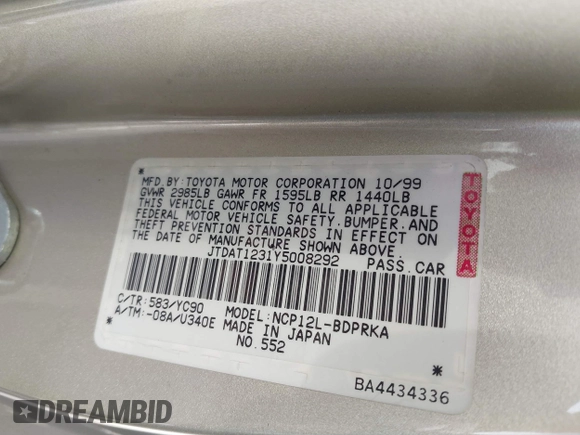 MFD.BY:TOYOTA MOTOR CORPORATION 10/99
GVWR 2985LB GAWR FR 1595LB RR 1440LB
THIS VEHICLE CONFORMS TO ALL APPLICABLE
FEDERAL MOTOR VEHICLE SAFETY,BUMPER,AND
THEFT PREVENTION STANDARDS IN EFFECT ON
THE DATE OF MANUFACTURE SHOWN ABOVE.
JTDAT1231Y5008292 PASS.CAR
TOYOTA
C/TR:583/YC90 MODEL:NCP12L-BDPRKA
A/TM:-08A/U340E MADE IN JAPAN
NO.552
BA4434336
DREAMBID